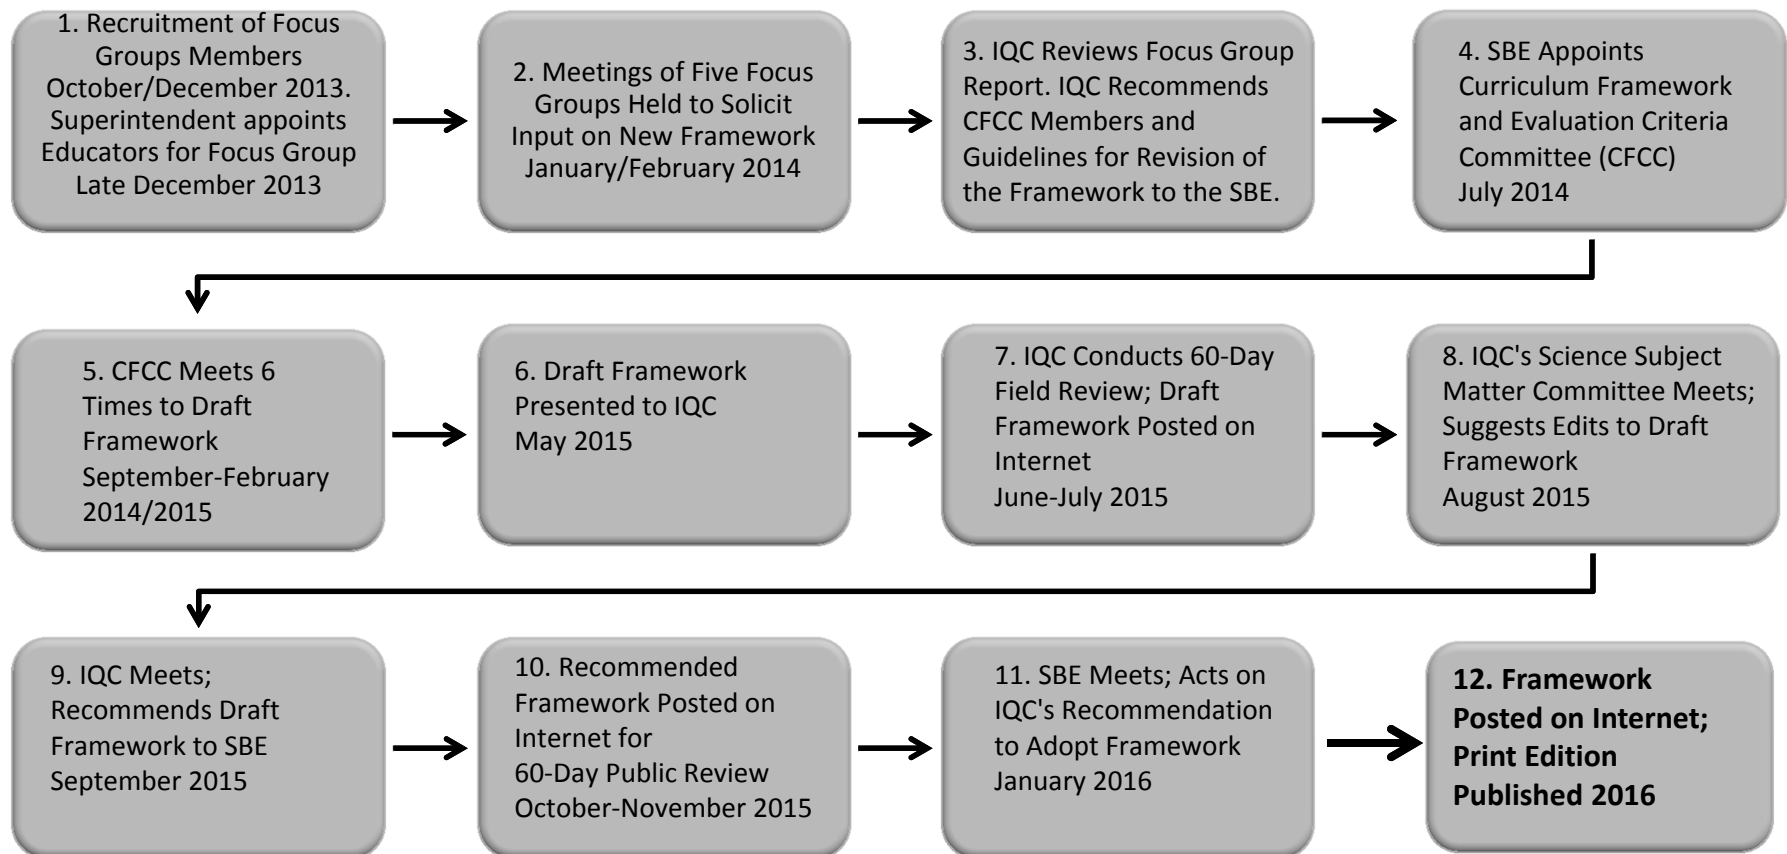 1. Recruitment of Focus
Groups Members
October/December 2013.
Superintendent appoints
Educators for Focus Group
Late December 2013
2. Meetings of Five Focus
Groups Held to Solicit
Input on New Framework
January/February 2014
3. IQC Reviews Focus Group
Report. IQC Recommends
CFCC Members and
Guidelines for Revision of
the Framework to the SBE.
4. SBE Appoints
Curriculum Framework
and Evaluation Criteria
Committee (CFCC)
July 2014
5. CFCC Meets 6
Times to Draft
Framework
September-February
2014/2015
6. Draft Framework
Presented to IQC
May 2015
7. IQC Conducts 60-Day
Field Review; Draft
Framework Posted on
Internet
June-July 2015
8. IQC's Science Subject
Matter Committee Meets;
Suggests Edits to Draft
Framework
August 2015
9. IQC Meets;
Recommends Draft
Framework to SBE
September 2015
10. Recommended
Framework Posted on
Internet for
60-Day Public Review
October-November 2015
11. SBE Meets; Acts on
IQC's Recommendation
to Adopt Framework
January 2016
12. Framework
Posted on Internet;
Print Edition
Published 2016